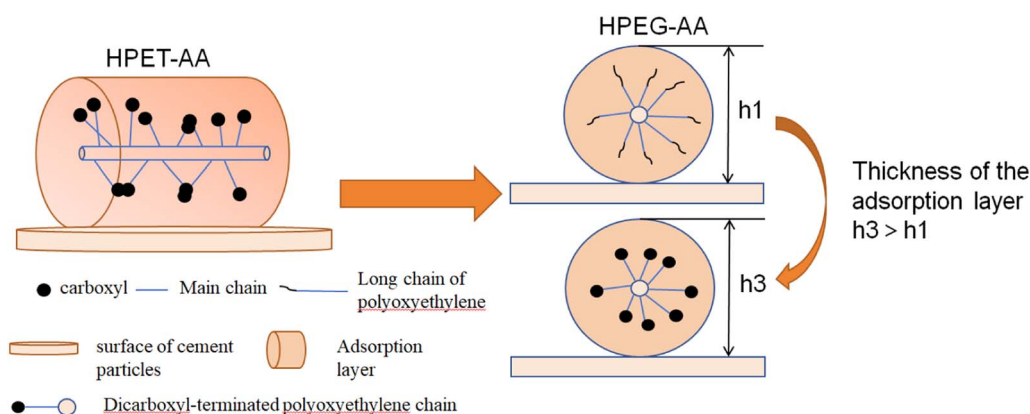 HPET-AA
HPEG-AA
h1
Thickness of the
adsorption layer
h3 > h1
h3
carboxyl
Main chain
Long chain of
polyoxyethylene
surface of cement
particles
Adsorption
layer
Dicarboxyl-terminated polyoxyethylene chain